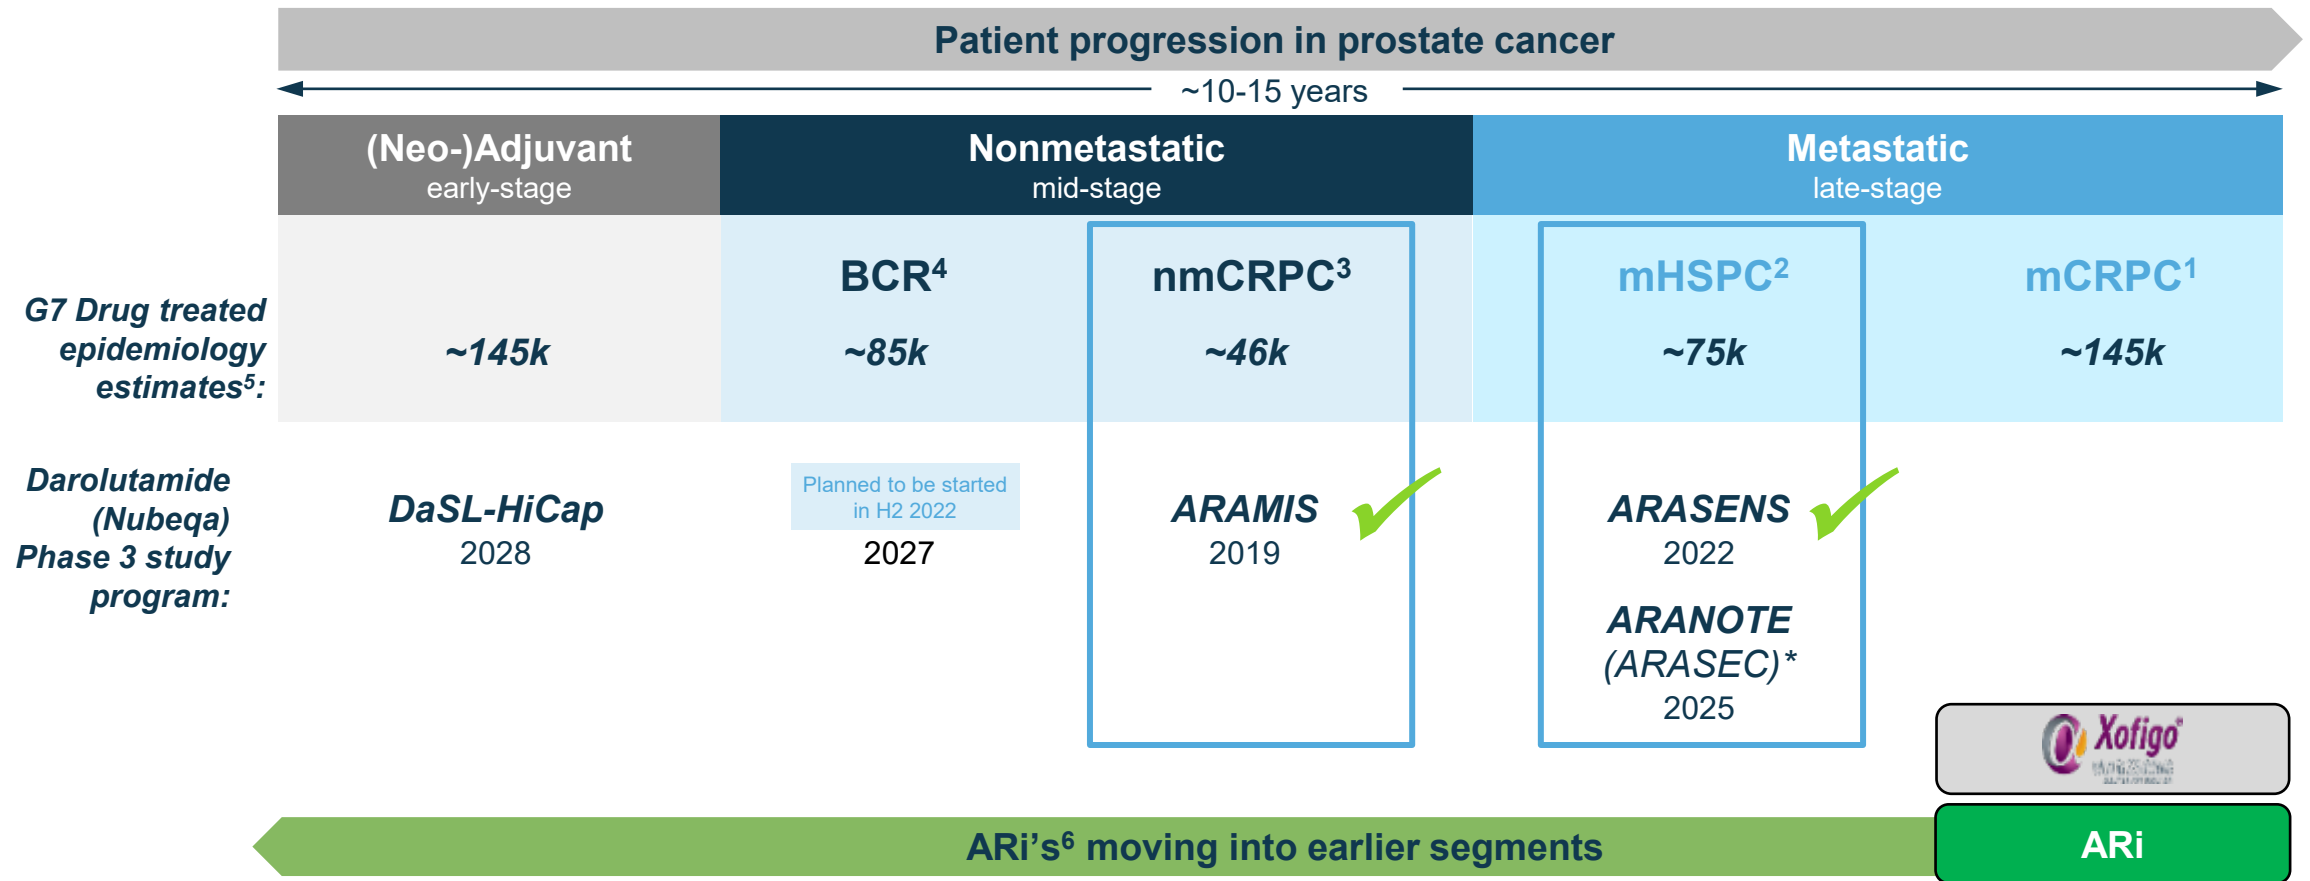 Patient progression in prostate cancer
~10-15 years
(Neo-)Adjuvant
early-stage
Nonmetastatic
mid-stage
Metastatic
late-stage
BCR⁴
nmCRPC³
mHSPC²
mCRPC¹
G7 Drug treated
epidemiology
estimates⁵:
~145k
~85k
~46k
~75k
~145k
Darolutamide
(Nubeqa)
Phase 3 study
program:
DaSL-HiCap
2028
Planned to be started
in H2 2022
2027
ARAMIS
2019
ARASENS
2022
ARANOTE
(ARASEC)*
2025
Xofigo®
ARi's⁶ moving into earlier segments
ARi